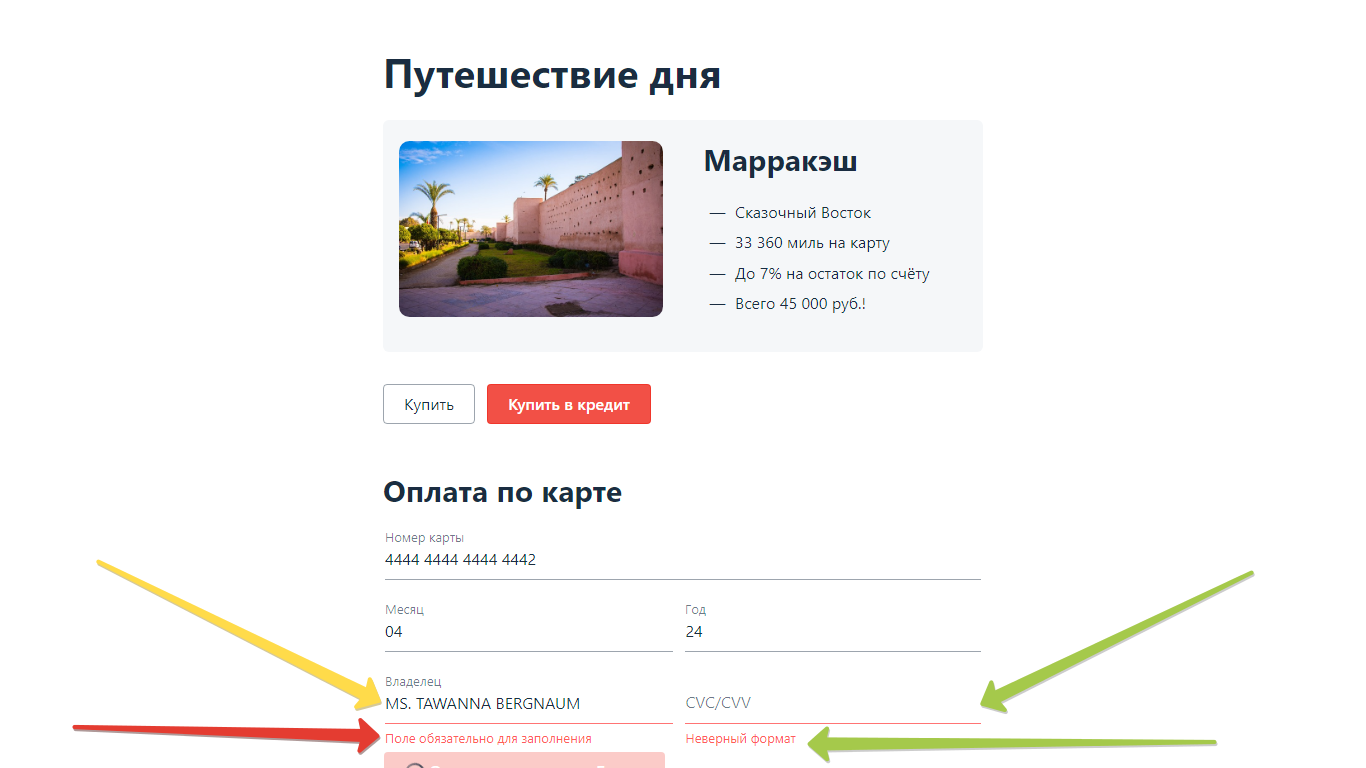 Путешествие дня
Марракэш
— Сказочный Восток
— 33 360 миль на карту
— До 7% на остаток по счёту
— Всего 45 000 руб.!
Купить
Купить в кредит
Оплата по карте
Номер карты
4444 4444 4444 4442
Месяц
Год
04
24
Владелец
MS. TAWANNA BERGNAUM
CVC/CVV
Поле обязательно для заполнения
Неверный формат